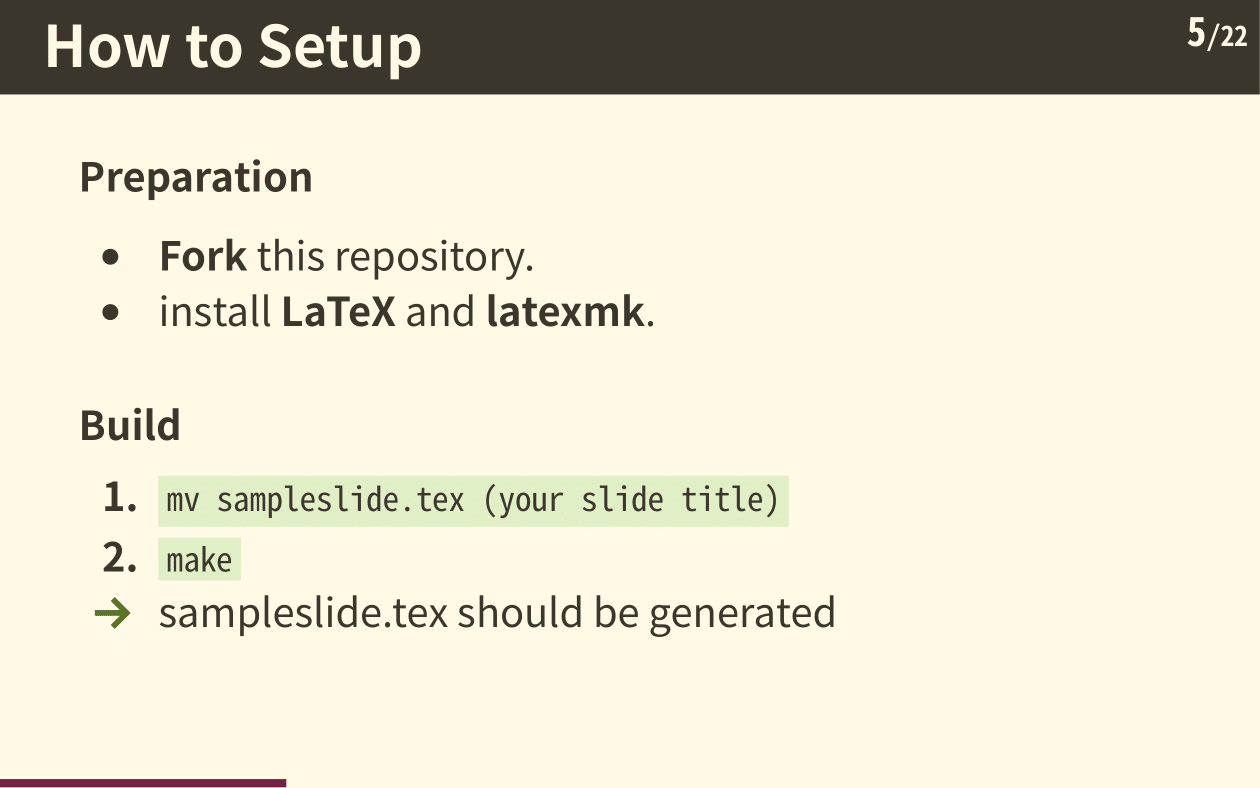 How to Setup
5/22
Preparation
• Fork this repository.
• install LaTeX and latexmk.
Build
1. mv sampleslide.tex (your slide title)
2. make
→ sampleslide.tex should be generated